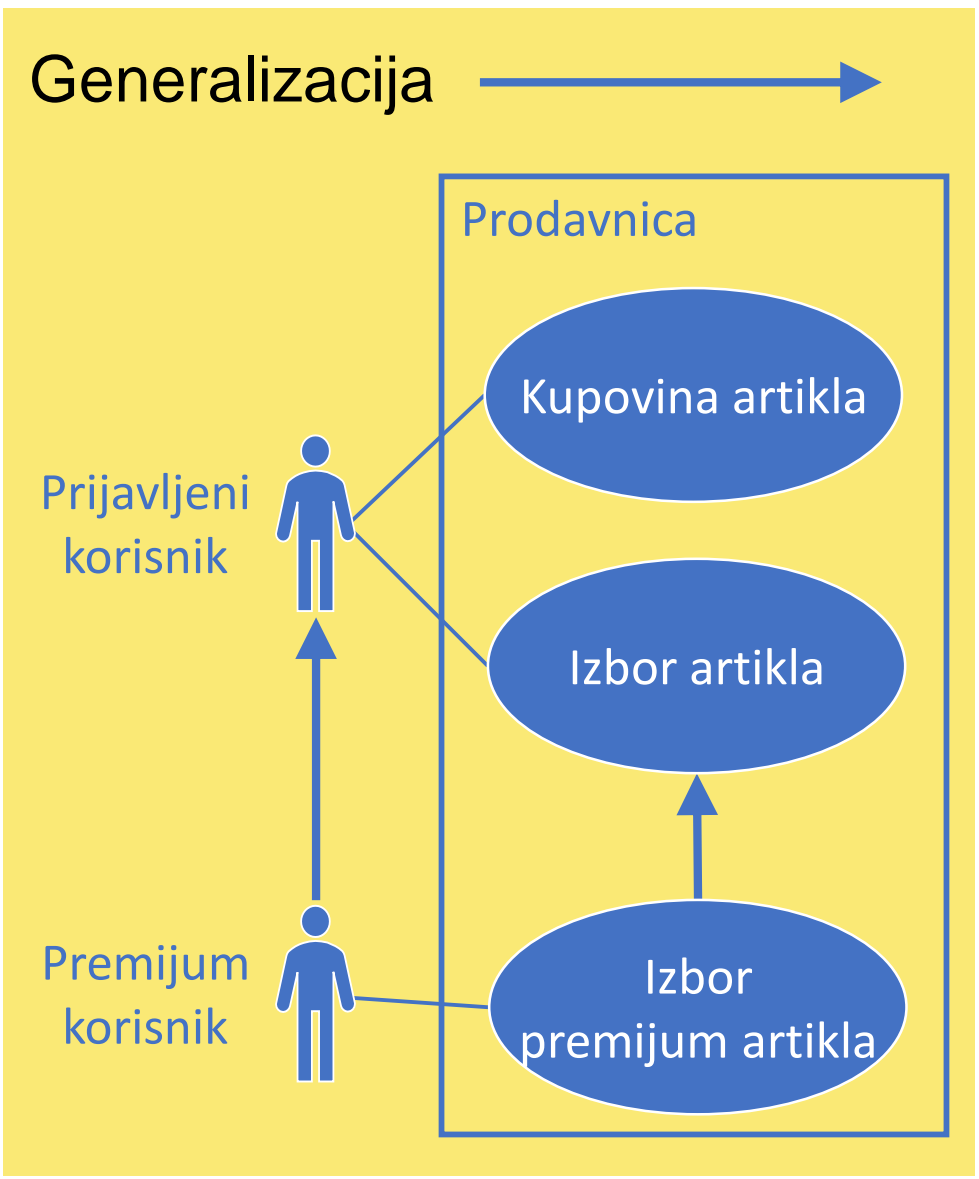 Generalizacija
Prodavnica
Kupovina artikla
Prijavljeni
korisnik
Izbor artikla
Premijum
korisnik
Izbor
premijum artikla